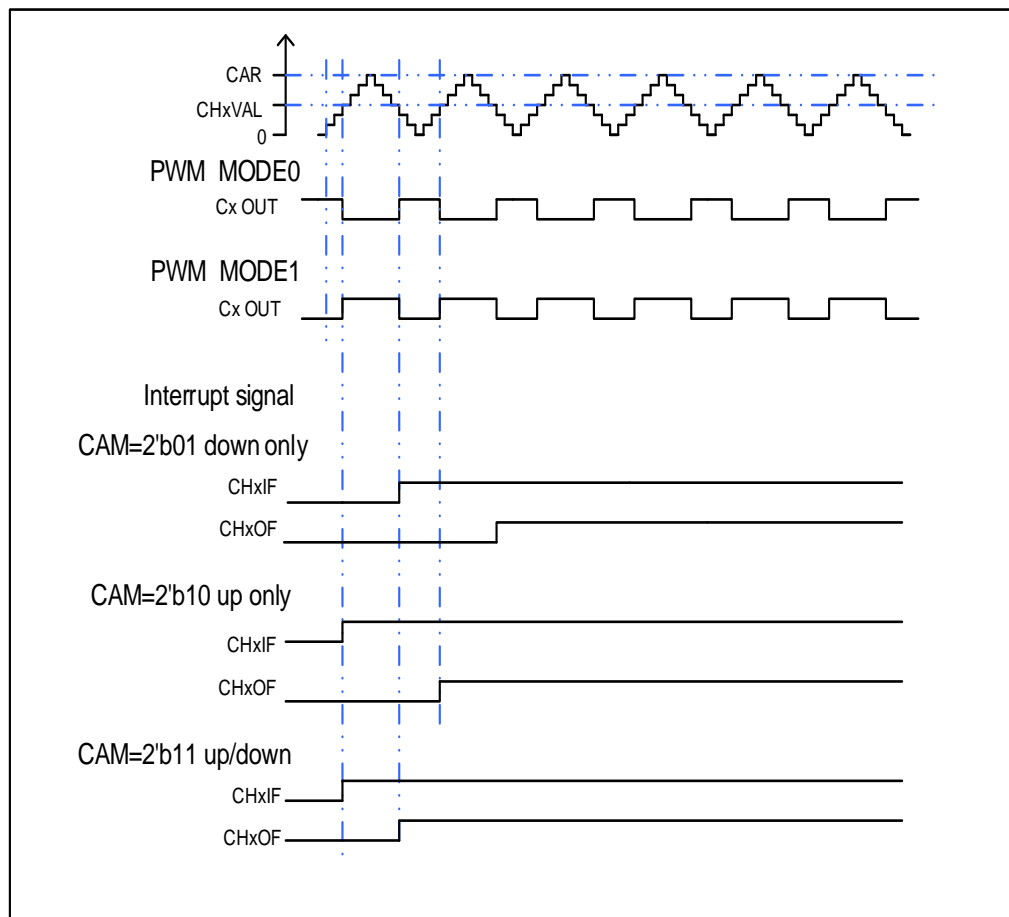 CAR
CHxVAL
0
PWM MODE0
Cx OUT
PWM MODE1
Cx OUT
Interrupt signal
CAM=2'b01 down only
CHxIF
CHxOF
CAM=2'b10 up only
CHxIF
CHxOF
CAM=2'b11 up/down
CHxIF
CHxOF